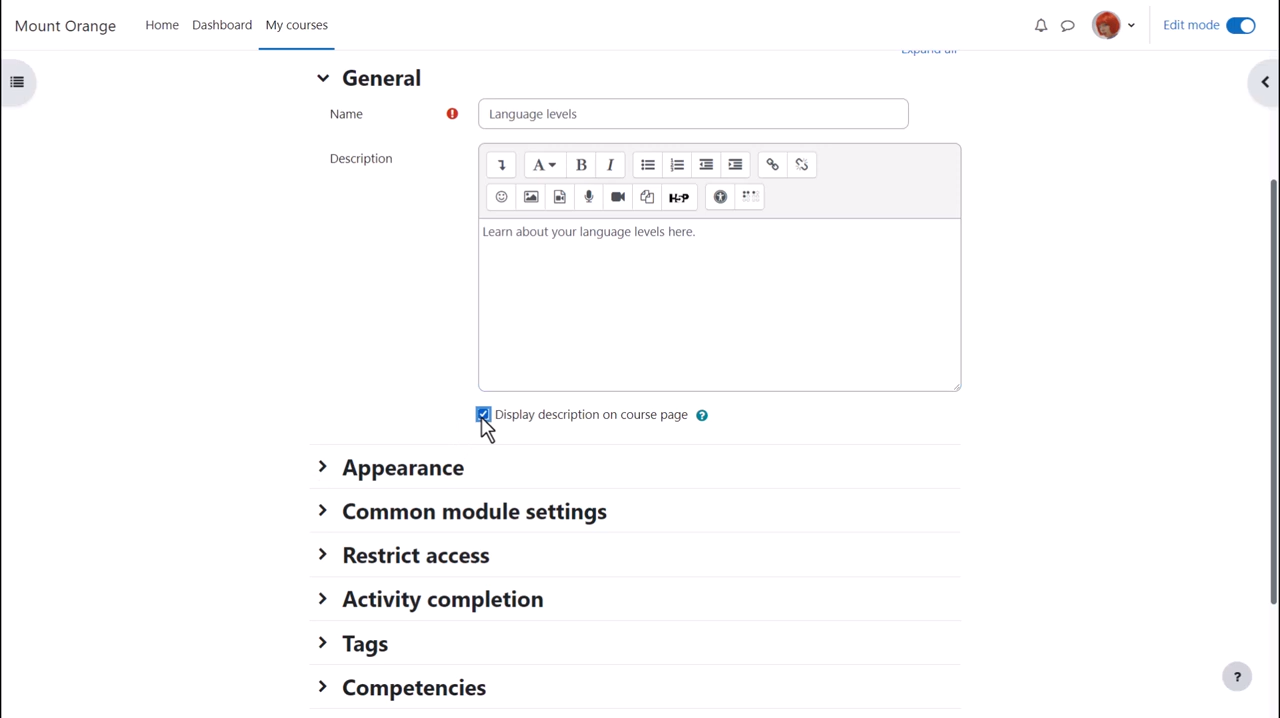 Mount Orange Home Dashboard My courses Edit mode
Expand all
General
Name Language levels
Description
A B I
H-P
Learn about your language levels here.
Display description on course page ?
Appearance
Common module settings
Restrict access
Activity completion
Tags
Competencies
?